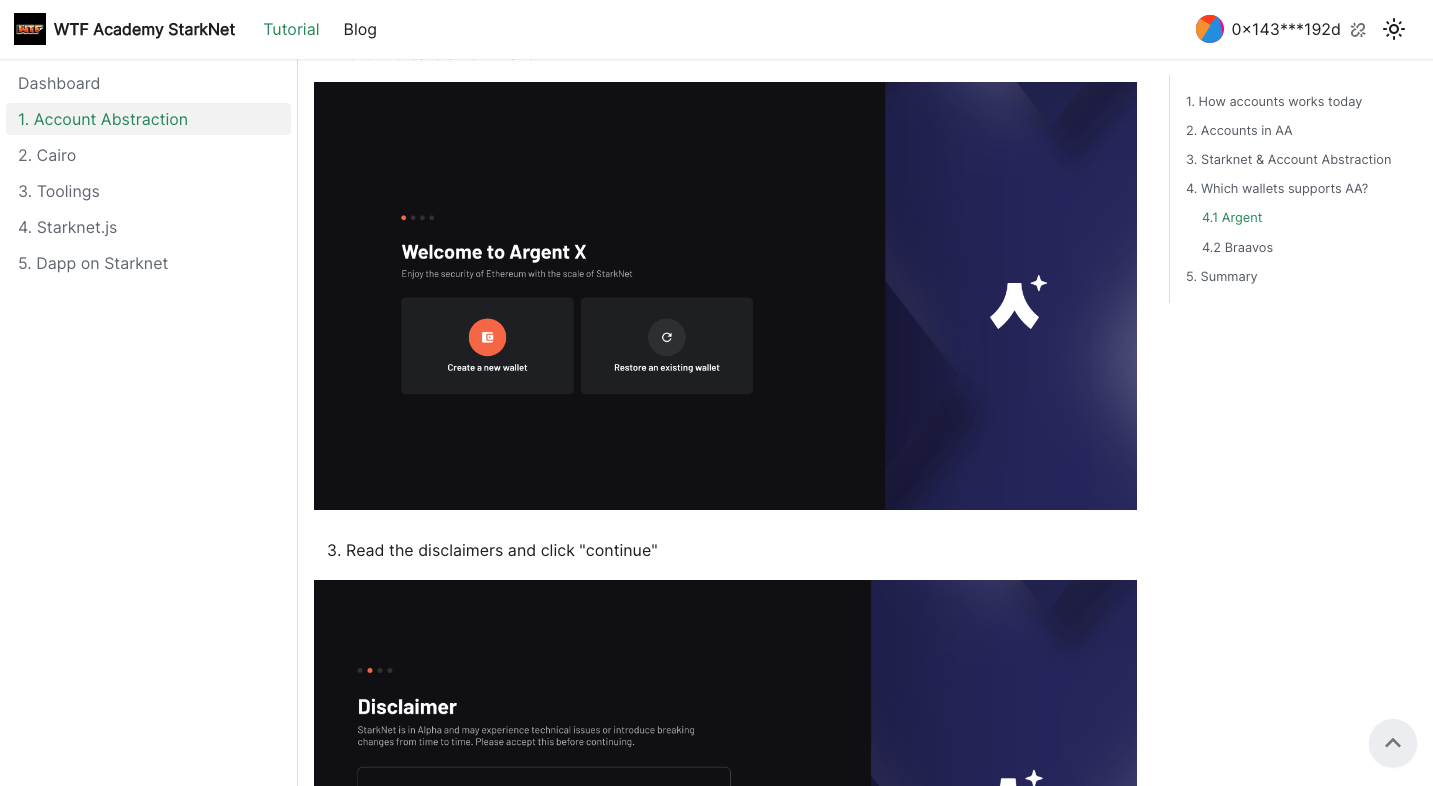 WTF WTF Academy StarkNet Tutorial Blog 0×143***192d
Dashboard
1. Account Abstraction
2. Cairo
3. Toolings
4. Starknet.js
5. Dapp on Starknet
Welcome to Argent X
Enjoy the security of Ethereum with the scale of StarkNet
Create a new wallet
Restore an existing wallet
3. Read the disclaimers and click "continue"
Disclaimer
StarkNet is in Alpha and may experience technical issues or introduce breaking
changes from time to time. Please accept this before continuing.
1. How accounts works today
2. Accounts in AA
3. Starknet & Account Abstraction
4. Which wallets supports AA?
4.1 Argent
4.2 Braavos
5. Summary